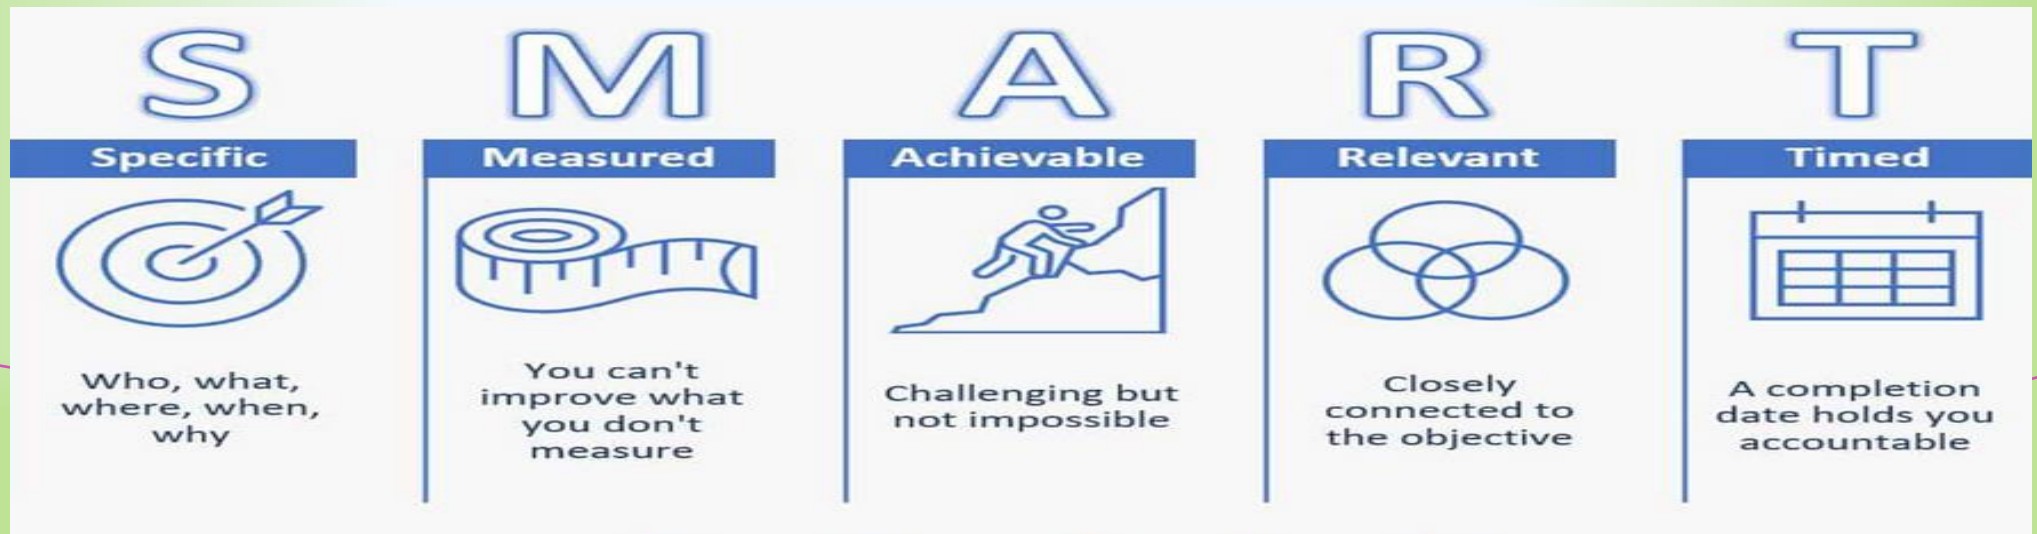 S M A R T
Specific
Who, what,
where, when,
why
Measured
You can't
improve what
you don't
measure
Achievable
Challenging but
not impossible
Relevant
Closely
connected to
the objective
Timed
A completion
date holds you
accountable